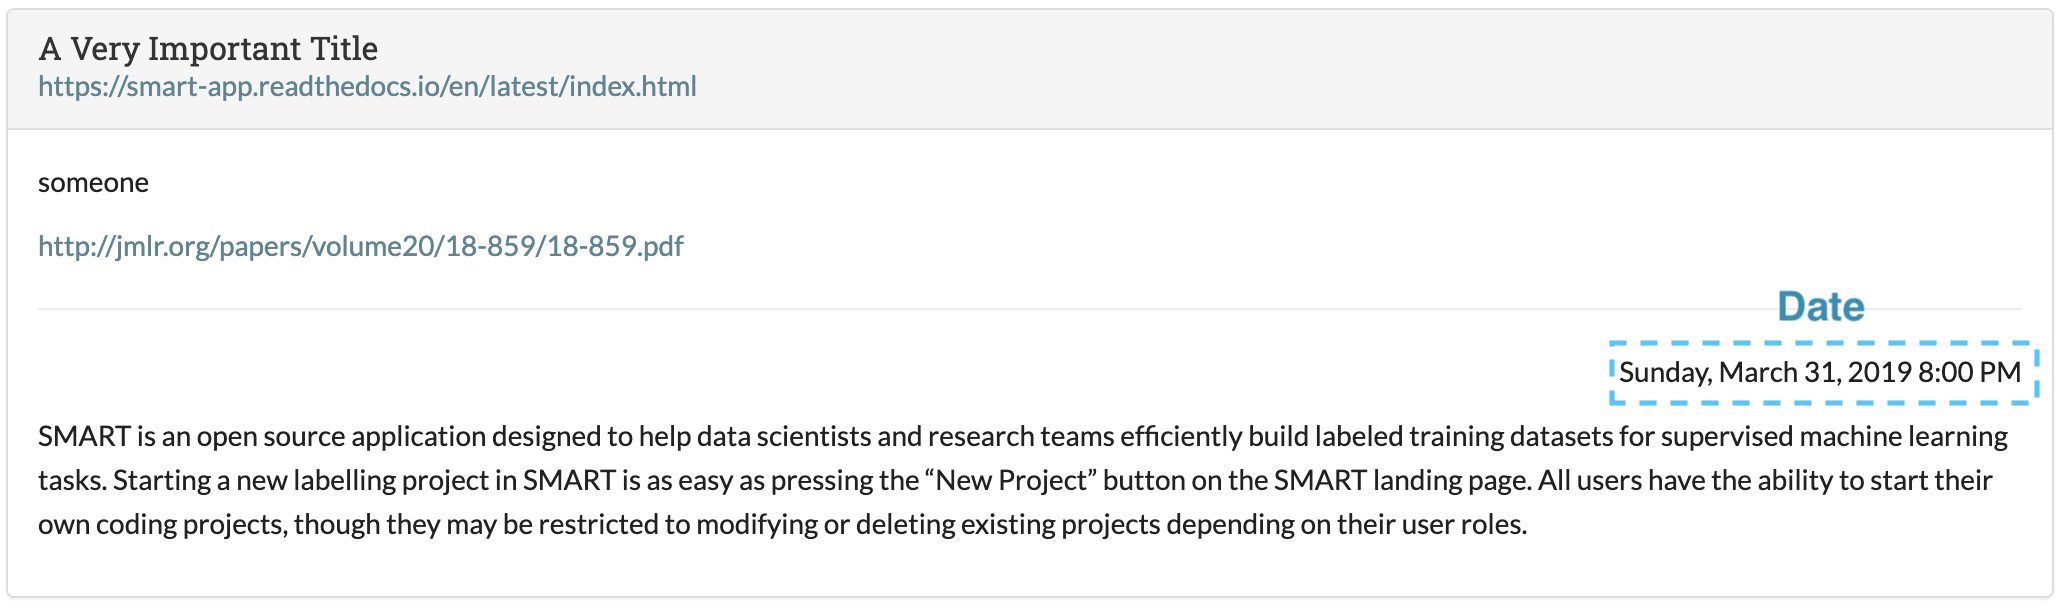 A Very Important Title
https://smart-app.readthedocs.io/en/latest/index.html
someone
http://jmlr.org/papers/volume20/18-859/18-859.pdf
Date
Sunday, March 31, 2019 8:00 PM
SMART is an open source application designed to help data scientists and research teams efficiently build labeled training datasets for supervised machine learning
tasks. Starting a new labelling project in SMART is as easy as pressing the “New Project” button on the SMART landing page. All users have the ability to start their
own coding projects, though they may be restricted to modifying or deleting existing projects depending on their user roles.